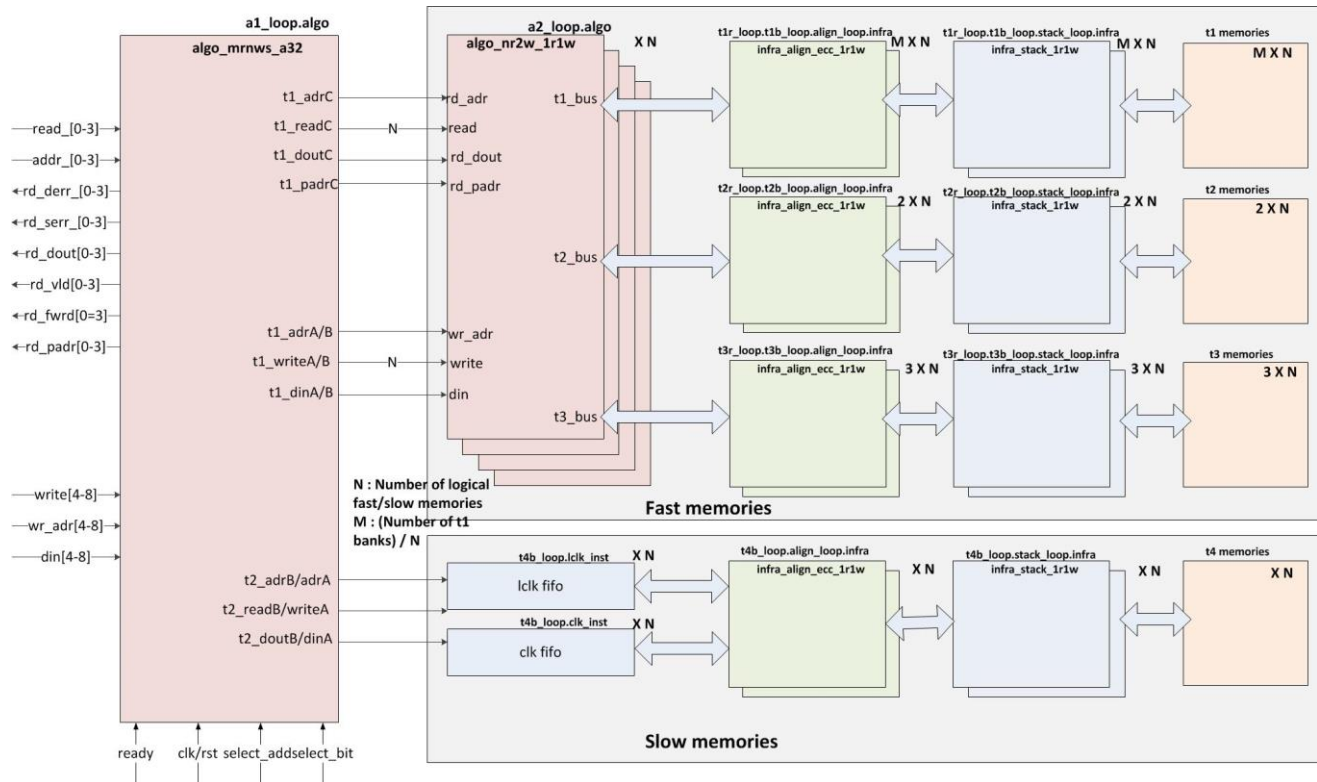 a1_loop.algo
algo_mrnws_a32
t1_adrC
t1_readC
t1_doutC
t1_padrC
read_[0-3]
addr_[0-3]
rd_derr_[0-3]
rd_serr_[0-3]
rd_dout[0-3]
rd_vld[0-3]
rd_fwrd[0=3]
rd_padr[0-3]
t1_adrA/B
t1_writeA/B
t1_dinA/B
write[4-8]
wr_adr[4-8]
din[4-8]
t2_adrB/adrA
t2_readB/writeA
t2_doutB/dinA
ready
clk/rst
select_addselect_bit
N
N
a2_loop.algo
algo_nr2w_1r1w
X N
rd_adr
read
rd_dout
rd_padr
wr_adr
write
din
t1_bus
t2_bus
t3_bus
t1r_loop.t1b_loop.align_loop.infra
infra_align_ecc_1r1w
M X N
t1r_loop.t1b_loop.stack_loop.infra
infra_stack_1r1w
M X N
t1 memories
M X N
t2r_loop.t2b_loop.align_loop.infra
infra_align_ecc_1r1w
2 X N
t2r_loop.t2b_loop.stack_loop.infra
infra_stack_1r1w
2 X N
t2 memories
2 X N
t3r_loop.t3b_loop.align_loop.infra
infra_align_ecc_1r1w
3 X N
t3r_loop.t3b_loop.stack_loop.infra
infra_stack_1r1w
3 X N
t3 memories
3 X N
N : Number of logical
fast/slow memories
M : (Number of t1
banks) / N
Fast memories
t4b_loop.lclk_inst
X N
lclk fifo
t4b_loop.clk_inst
X N
clk fifo
t4b_loop.align_loop.infra
infra_align_ecc_1r1w
X N
t4b_loop.stack_loop.infra
infra_stack_1r1w
X N
t4 memories
X N
Slow memories